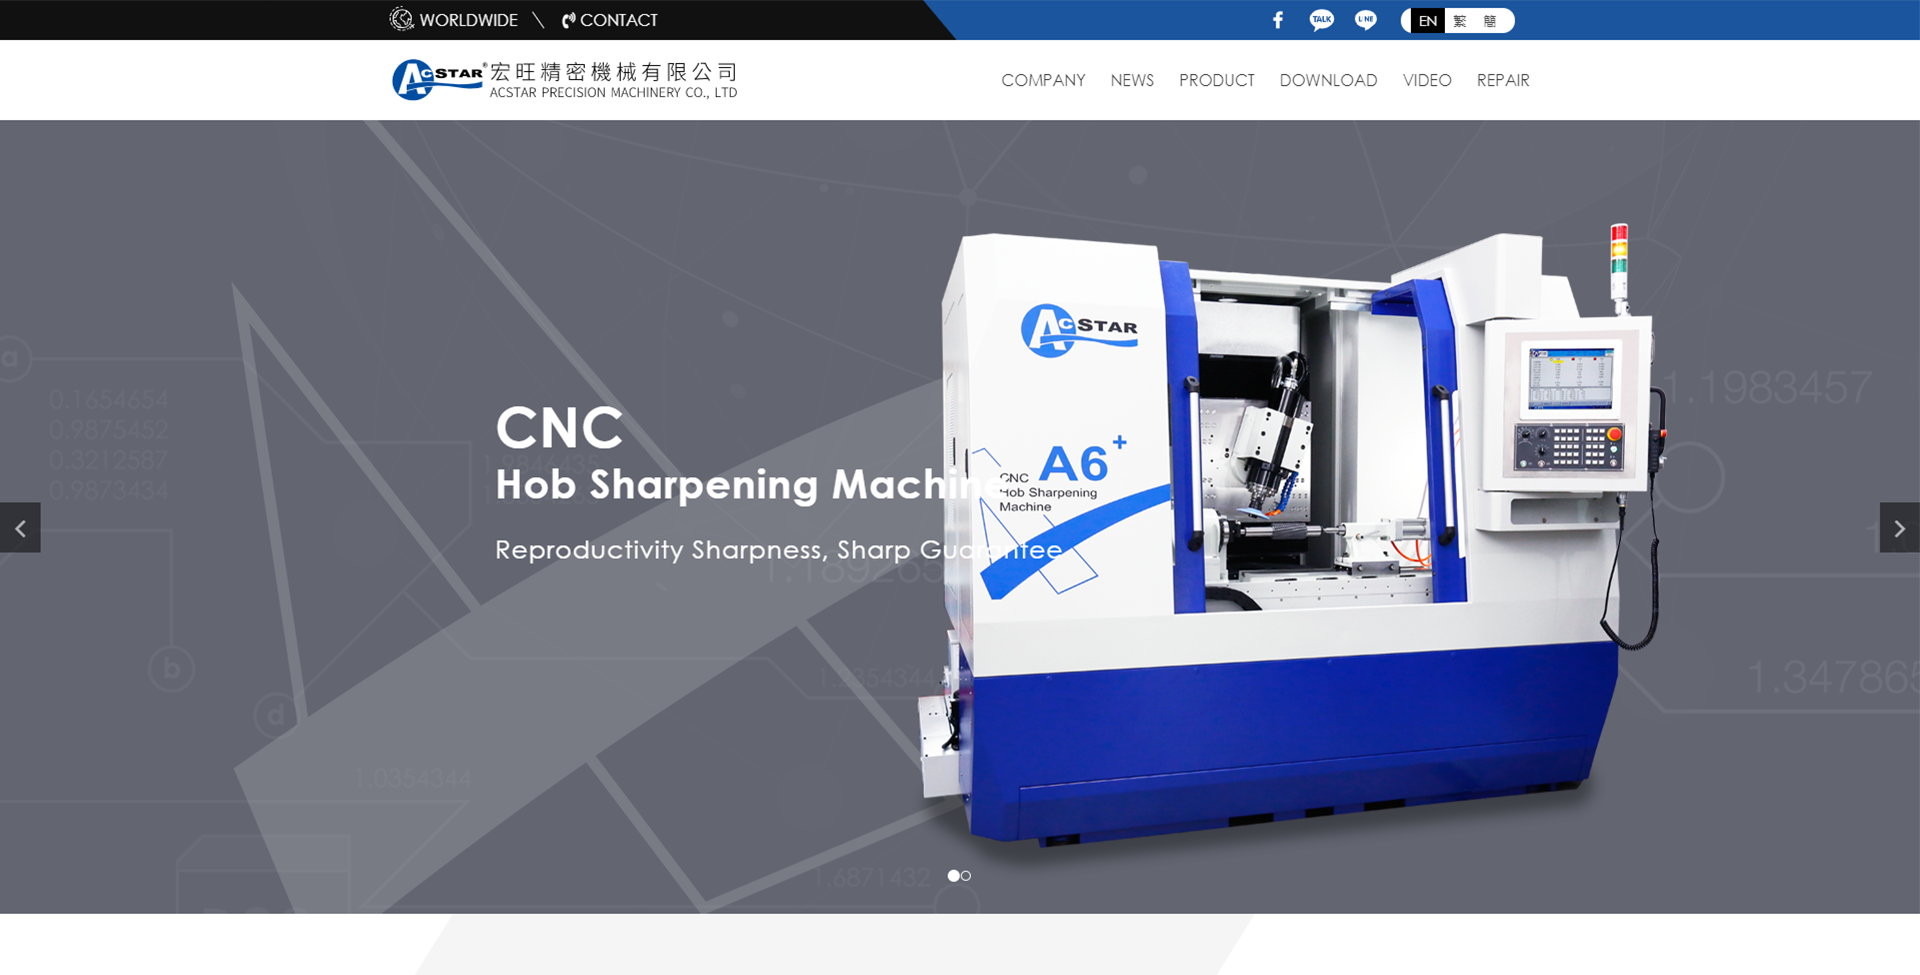 WORLDWIDE \ CONTACT
TALK
LINE
EN 繁 簡
ACSTAR® 宏旺精密機械有限公司
ACSTAR PRECISION MACHINERY CO., LTD
COMPANY NEWS PRODUCT DOWNLOAD VIDEO REPAIR
ACSTAR
a
0.1654654
0.9875452
0.3212587
0.9873434
1.1983457
CNC
Hob Sharpening Machine
Reproductivity Sharpness, Sharp Guarantee
A6+
CNC
Hob Sharpening
Machine
b
d
1.347865
1.0354344
1.6871432